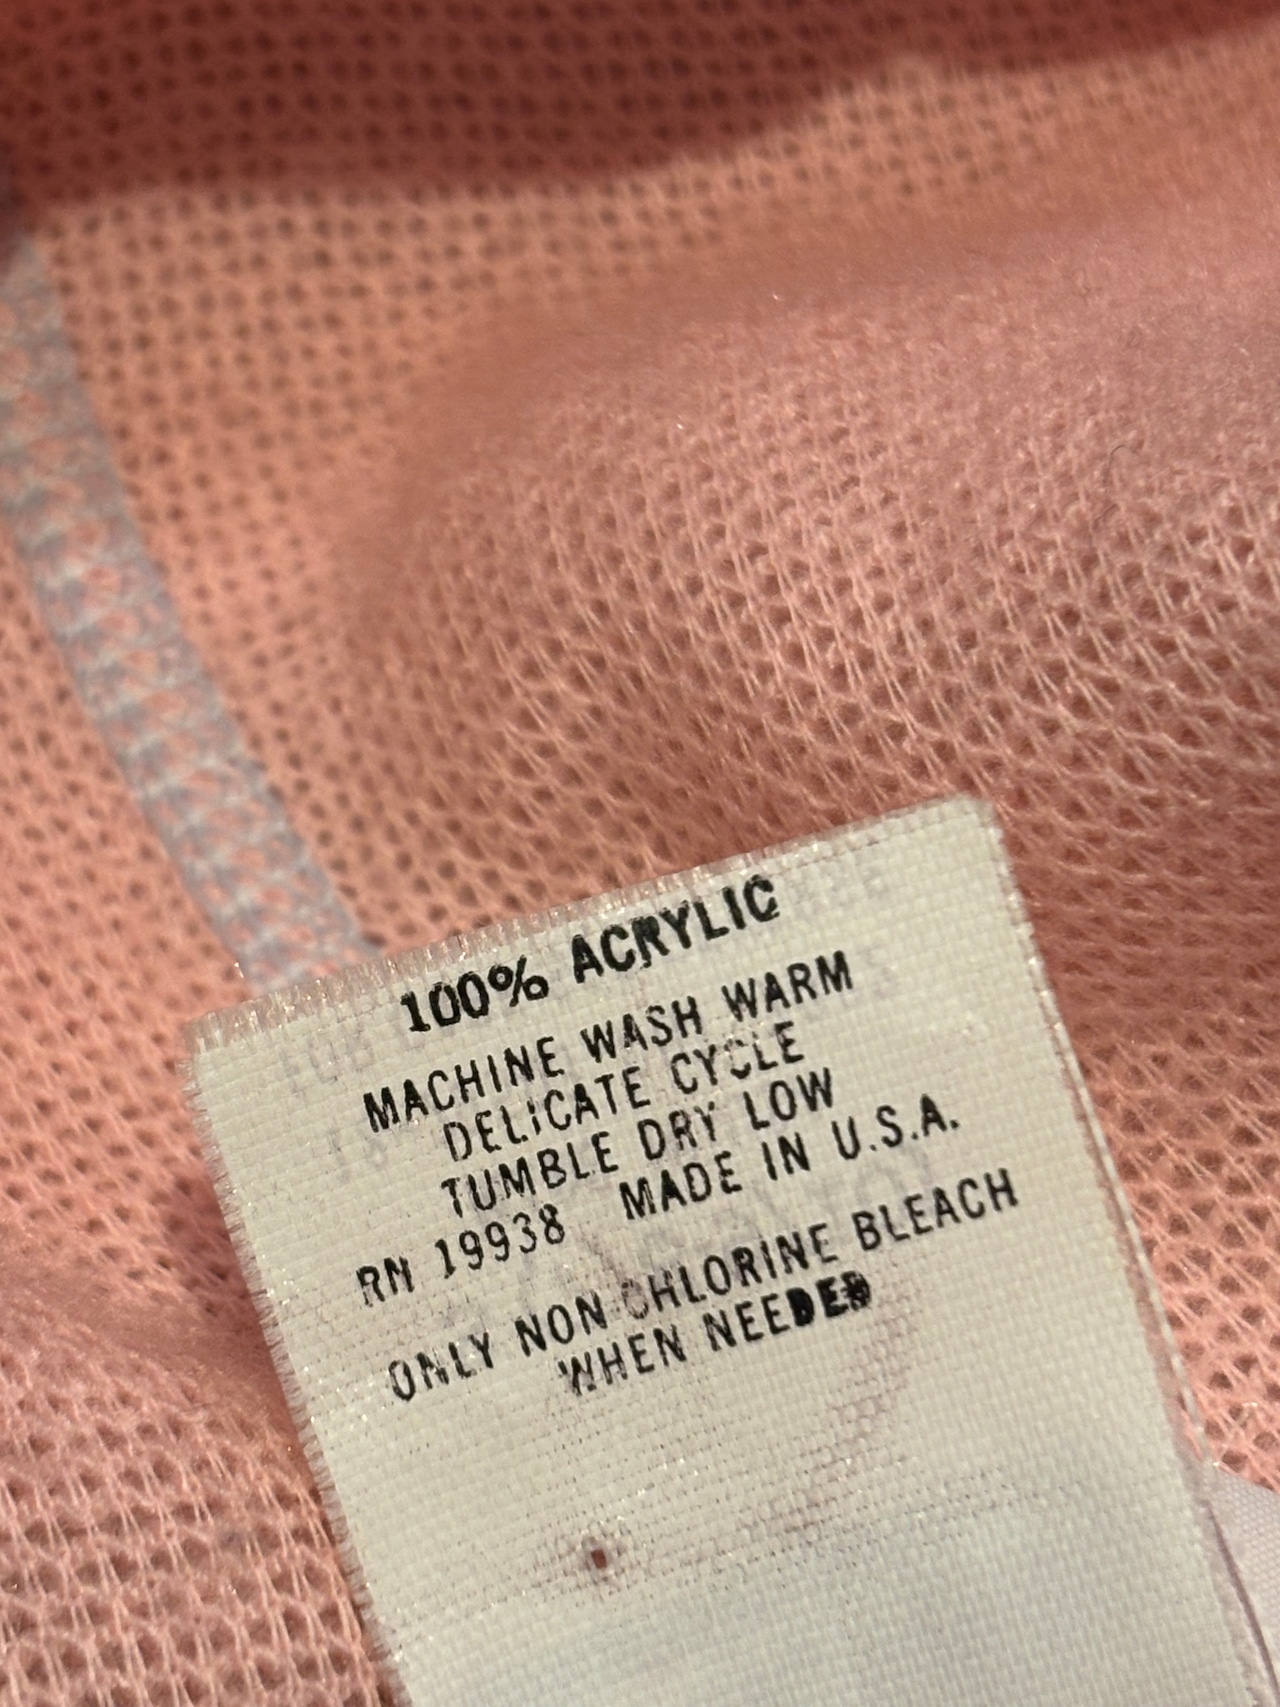 100% ACRYLIC
MACHINE WASH WARM
DELICATE CYCLE
TUMBLE DRY LOW
RN 19938 MADE IN U.S.A.
ONLY NON CHLORINE BLEACH
WHEN NEEDED